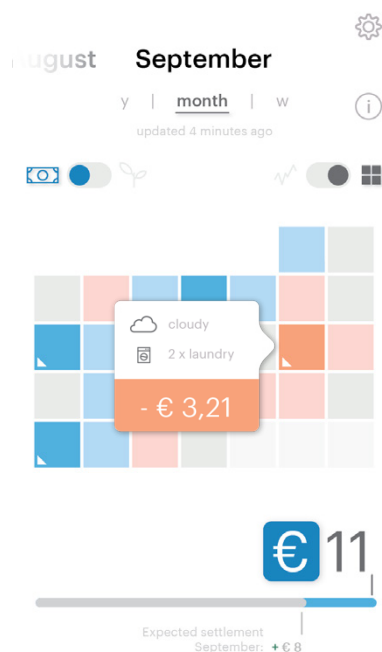 ugust September
y | month | w
updated 4 minutes ago
i
cloudy
2 x laundry
- € 3,21
€ 11
Expected settlement
September: + € 8